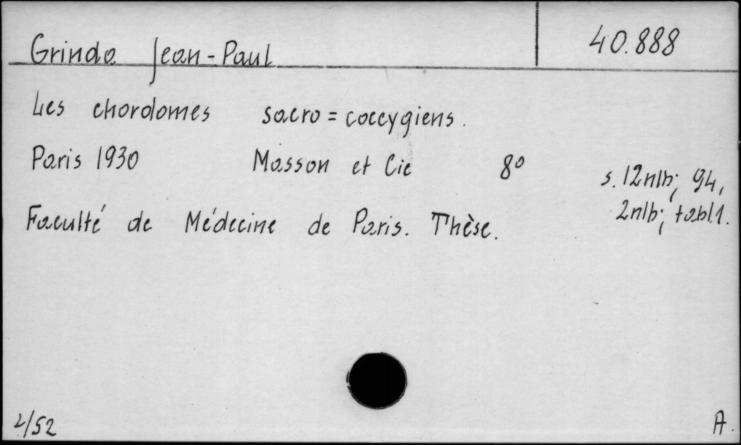 Grinda Jean-Paul 40.888
Les chordomes sacro=coccygiens.
Paris 1930 Masson et Cie 8° s. 12nlb; 94,
2nlb; tabl1.
Faculté de Médecine de Paris. Thèse.
2/52 A.